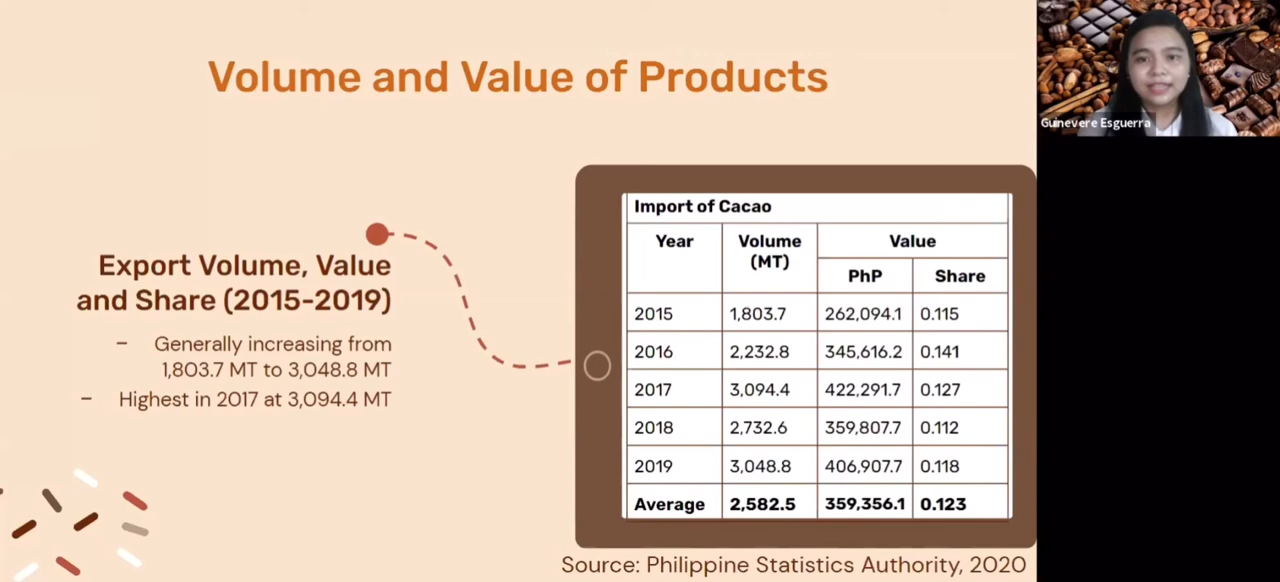 Volume and Value of Products
Guinevere Esguerra
Export Volume, Value
and Share (2015-2019)
– Generally increasing from
1,803.7 MT to 3,048.8 MT
– Highest in 2017 at 3,094.4 MT
Import of Cacao
Year Volume Value
(MT)
PhP Share
2015 1,803.7 262,094.1 0.115
2016 2,232.8 345,616.2 0.141
2017 3,094.4 422,291.7 0.127
2018 2,732.6 359,807.7 0.112
2019 3,048.8 406,907.7 0.118
Average 2,582.5 359,356.1 0.123
Source: Philippine Statistics Authority, 2020